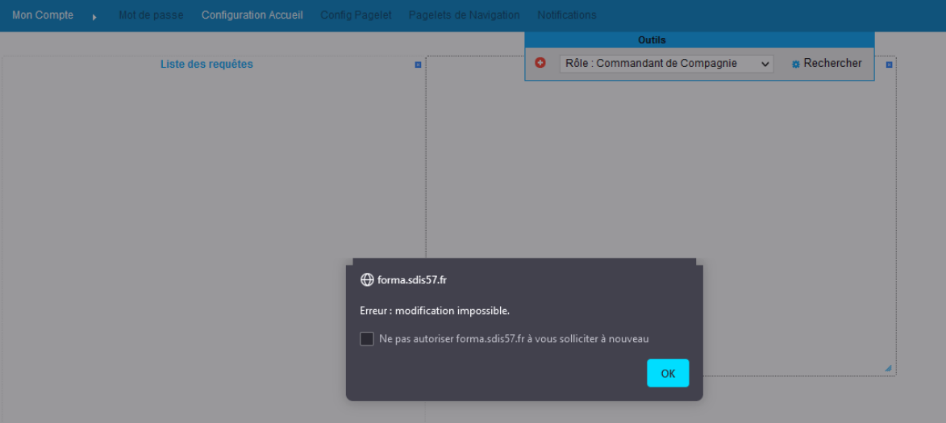 Mon Compte Mot de passe Configuration Accueil Config Pagelet Pagelets de Navigation Notifications
Outils
Liste des requêtes
Rôle : Commandant de Compagnie Rechercher
forma.sdis57.fr
Erreur : modification impossible.
Ne pas autoriser forma.sdis57.fr à vous solliciter à nouveau
OK